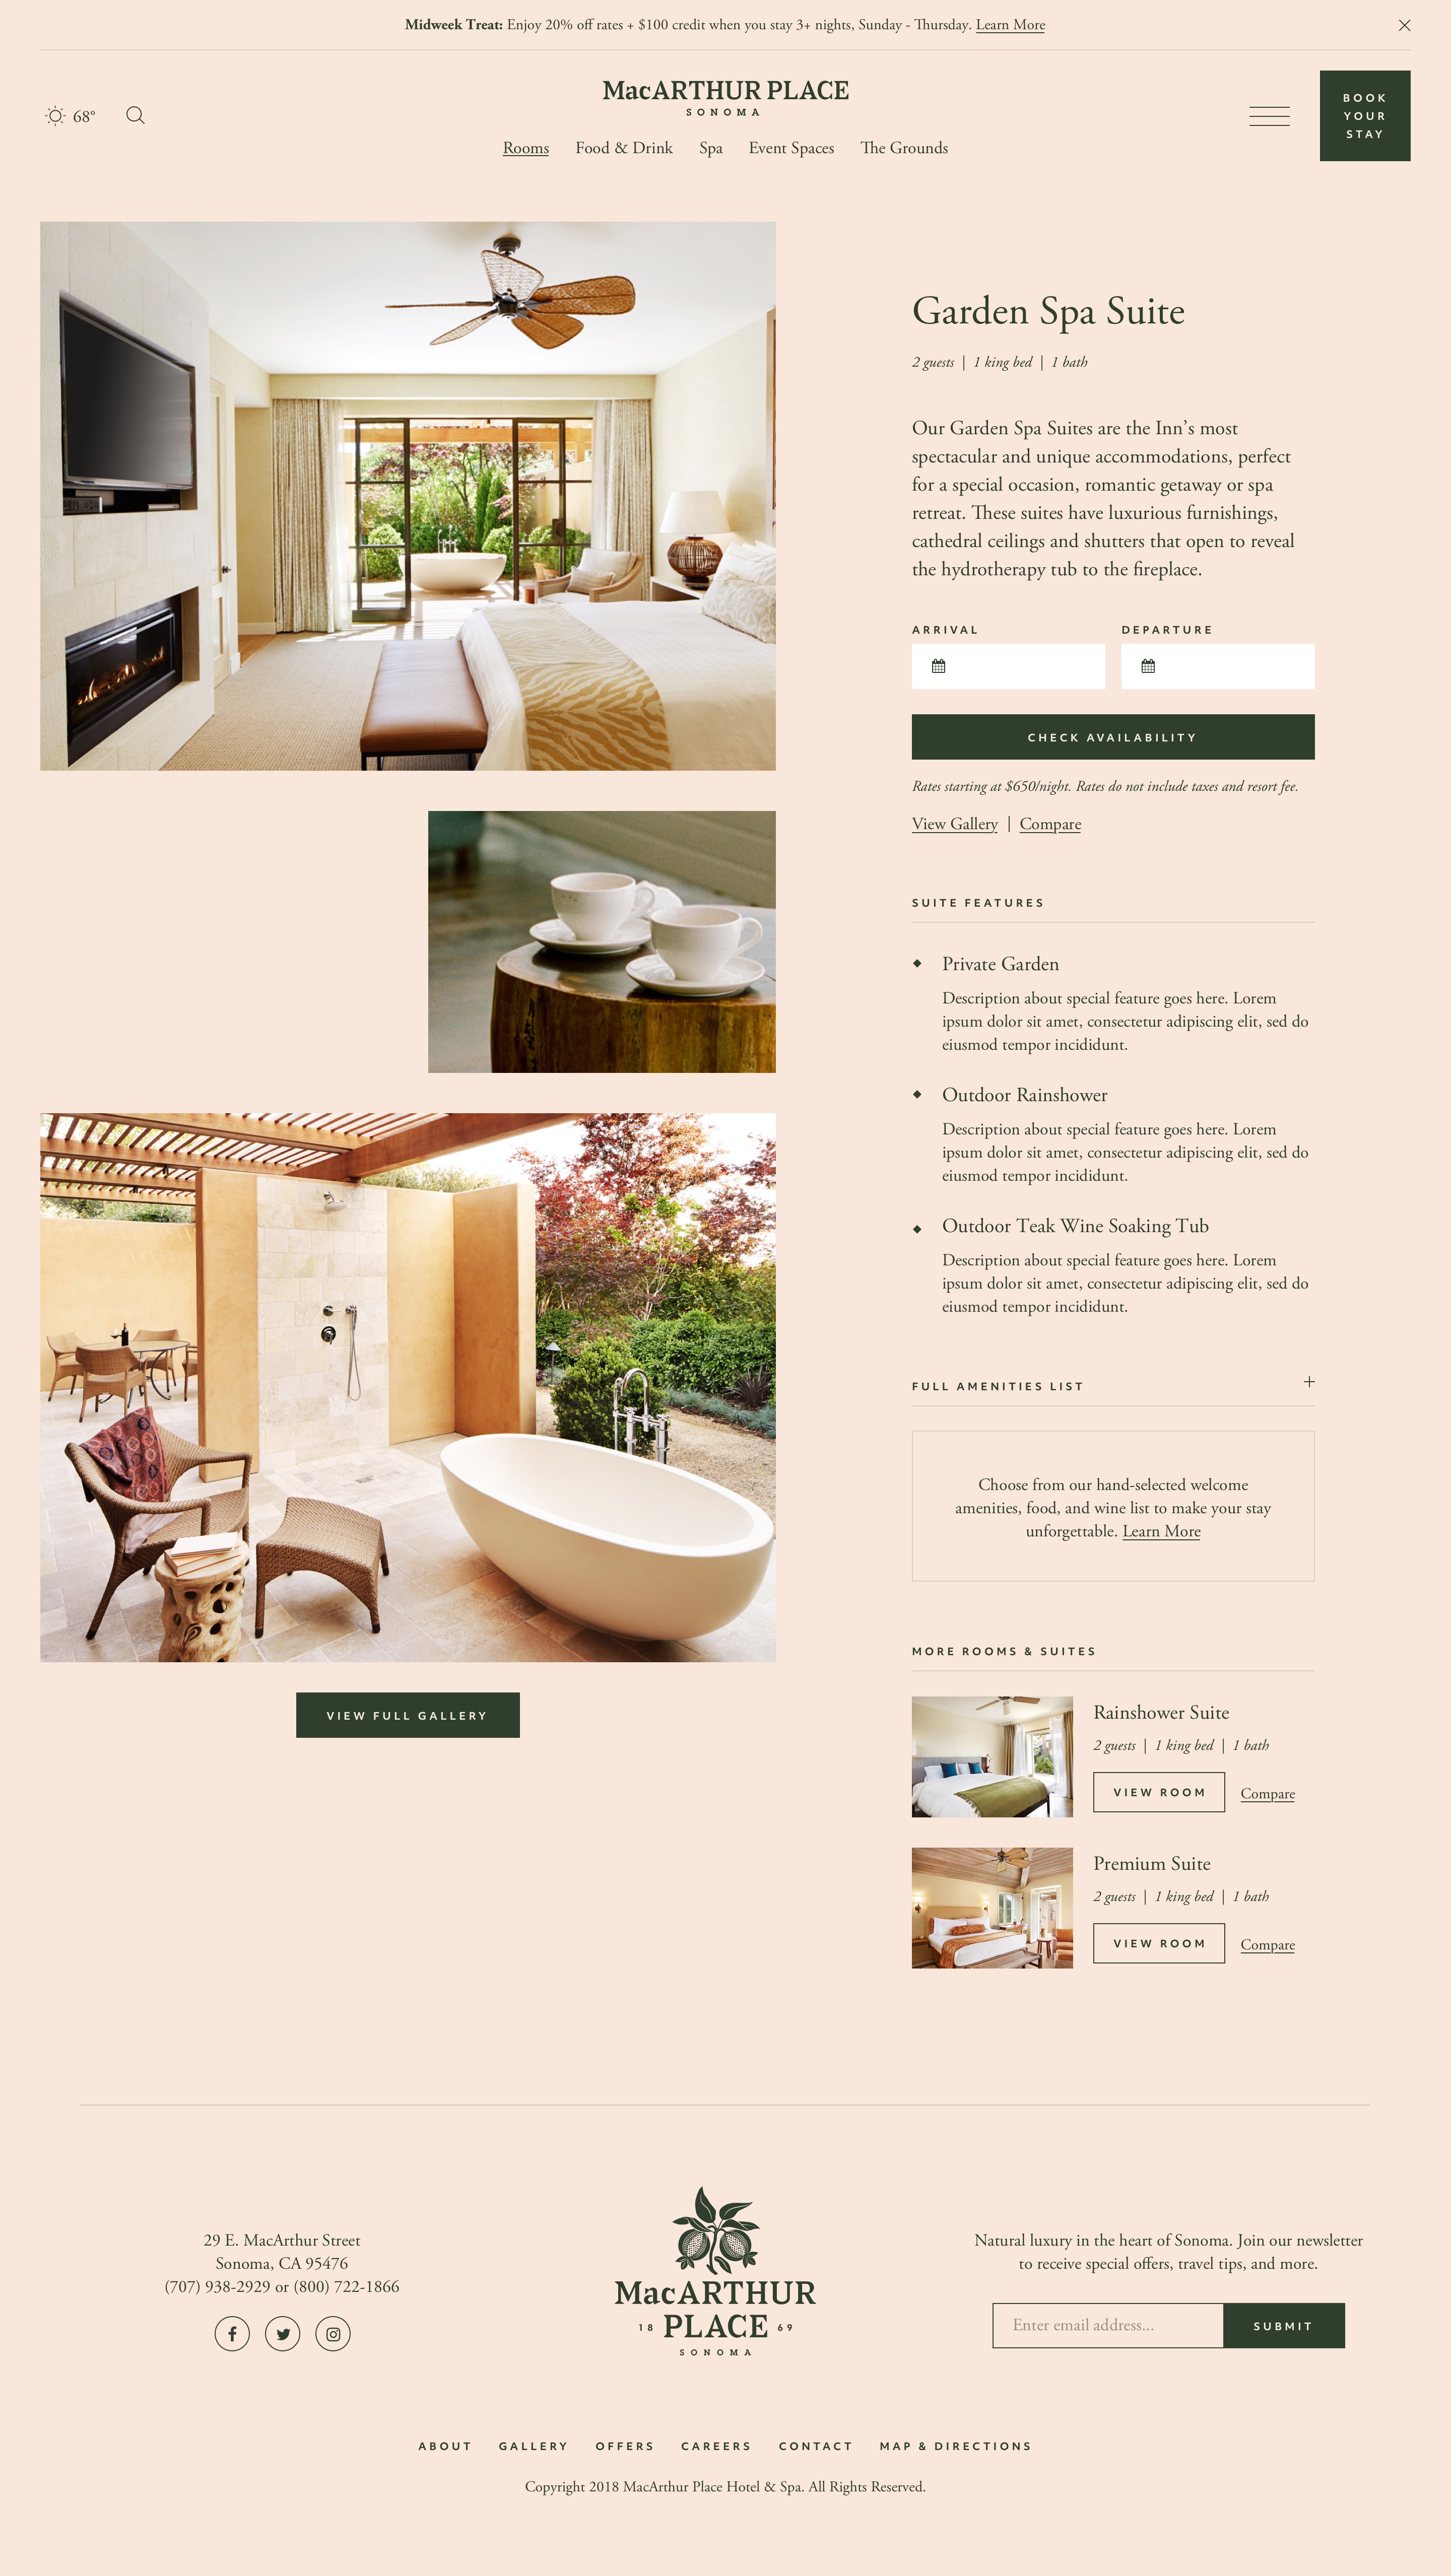 Midweek Treat: Enjoy 20% off rates + $100 credit when you stay 3+ nights, Sunday - Thursday. Learn More
68°
MacARTHUR PLACE
SONOMA
Rooms Food & Drink Spa Event Spaces The Grounds
BOOK
YOUR
STAY
Garden Spa Suite
2 guests | 1 king bed | 1 bath
Our Garden Spa Suites are the Inn’s most
spectacular and unique accommodations, perfect
for a special occasion, romantic getaway or spa
retreat. These suites have luxurious furnishings,
cathedral ceilings and shutters that open to reveal
the hydrotherapy tub to the fireplace.
ARRIVAL DEPARTURE
CHECK AVAILABILITY
Rates starting at $650/night. Rates do not include taxes and resort fee.
View Gallery | Compare
SUITE FEATURES
Private Garden
Description about special feature goes here. Lorem
ipsum dolor sit amet, consectetur adipiscing elit, sed do
eiusmod tempor incididunt.
Outdoor Rainshower
Description about special feature goes here. Lorem
ipsum dolor sit amet, consectetur adipiscing elit, sed do
eiusmod tempor incididunt.
Outdoor Teak Wine Soaking Tub
Description about special feature goes here. Lorem
ipsum dolor sit amet, consectetur adipiscing elit, sed do
eiusmod tempor incididunt.
FULL AMENITIES LIST
Choose from our hand-selected welcome
amenities, food, and wine list to make your stay
unforgettable. Learn More
VIEW FULL GALLERY
MORE ROOMS & SUITES
Rainshower Suite
2 guests | 1 king bed | 1 bath
VIEW ROOM Compare
Premium Suite
2 guests | 1 king bed | 1 bath
VIEW ROOM Compare
29 E. MacArthur Street
Sonoma, CA 95476
(707) 938-2929 or (800) 722-1866
MacARTHUR
18 PLACE 69
SONOMA
Natural luxury in the heart of Sonoma. Join our newsletter
to receive special offers, travel tips, and more.
Enter email address... SUBMIT
ABOUT GALLERY OFFERS CAREERS CONTACT MAP & DIRECTIONS
Copyright 2018 MacArthur Place Hotel & Spa. All Rights Reserved.